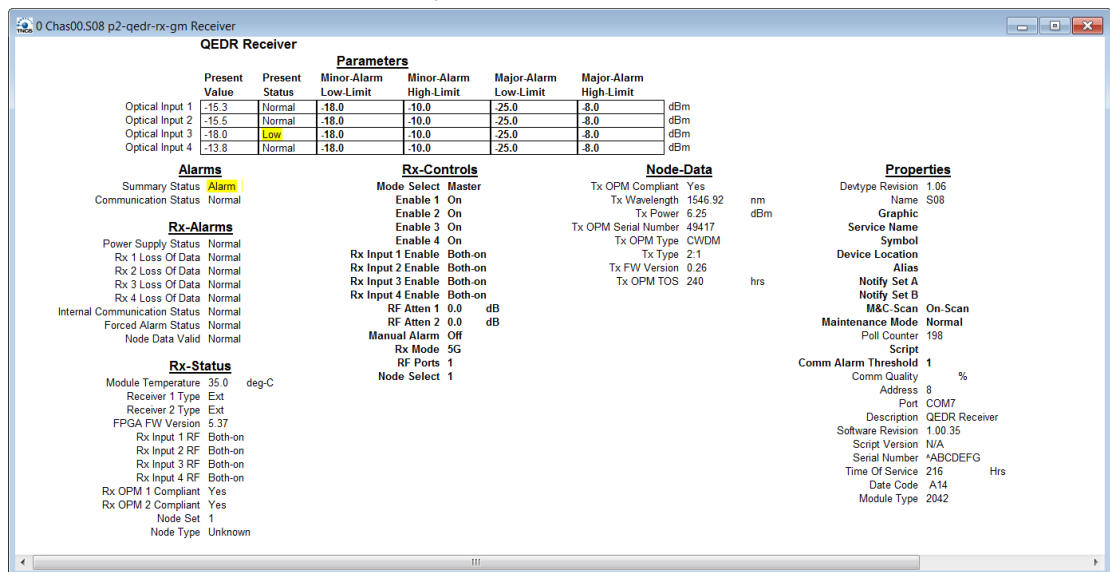 TNCS 0 Chas00.S08 p2-qedr-rx-gm Receiver
QEDR Receiver
Parameters
Present Present Minor-Alarm Minor-Alarm Major-Alarm Major-Alarm
Value Status Low-Limit High-Limit Low-Limit High-Limit
Optical Input 1 -15.3 Normal -18.0 -10.0 -25.0 -8.0 dBm
Optical Input 2 -15.5 Normal -18.0 -10.0 -25.0 -8.0 dBm
Optical Input 3 -18.0 Low -18.0 -10.0 -25.0 -8.0 dBm
Optical Input 4 -13.8 Normal -18.0 -10.0 -25.0 -8.0 dBm
Alarms
Summary Status Alarm
Communication Status Normal
Rx-Alarms
Power Supply Status Normal
Rx 1 Loss Of Data Normal
Rx 2 Loss Of Data Normal
Rx 3 Loss Of Data Normal
Rx 4 Loss Of Data Normal
Internal Communication Status Normal
Forced Alarm Status Normal
Node Data Valid Normal
Rx-Status
Module Temperature 35.0 deg-C
Receiver 1 Type Ext
Receiver 2 Type Ext
FPGA FW Version 5.37
Rx Input 1 RF Both-on
Rx Input 2 RF Both-on
Rx Input 3 RF Both-on
Rx Input 4 RF Both-on
Rx OPM 1 Compliant Yes
Rx OPM 2 Compliant Yes
Node Set 1
Node Type Unknown
Rx-Controls
Mode Select Master
Enable 1 On
Enable 2 On
Enable 3 On
Enable 4 On
Rx Input 1 Enable Both-on
Rx Input 2 Enable Both-on
Rx Input 3 Enable Both-on
Rx Input 4 Enable Both-on
RF Atten 1 0.0 dB
RF Atten 2 0.0 dB
Manual Alarm Off
Rx Mode 5G
RF Ports 1
Node Select 1
Node-Data
Tx OPM Compliant Yes
Tx Wavelength 1546.92 nm
Tx Power 6.25 dBm
Tx OPM Serial Number 49417
Tx OPM Type CWDM
Tx Type 2:1
Tx FW Version 0.26
Tx OPM TOS 240 hrs
Properties
Devtype Revision 1.06
Name S08
Graphic
Service Name
Symbol
Device Location
Alias
Notify Set A
Notify Set B
M&C-Scan On-Scan
Maintenance Mode Normal
Poll Counter 198
Script
Comm Alarm Threshold 1
Comm Quality %
Address 8
Port COM7
Description QEDR Receiver
Software Revision 1.00.35
Script Version N/A
Serial Number ^ABCDEFG
Time Of Service 216 Hrs
Date Code A14
Module Type 2042